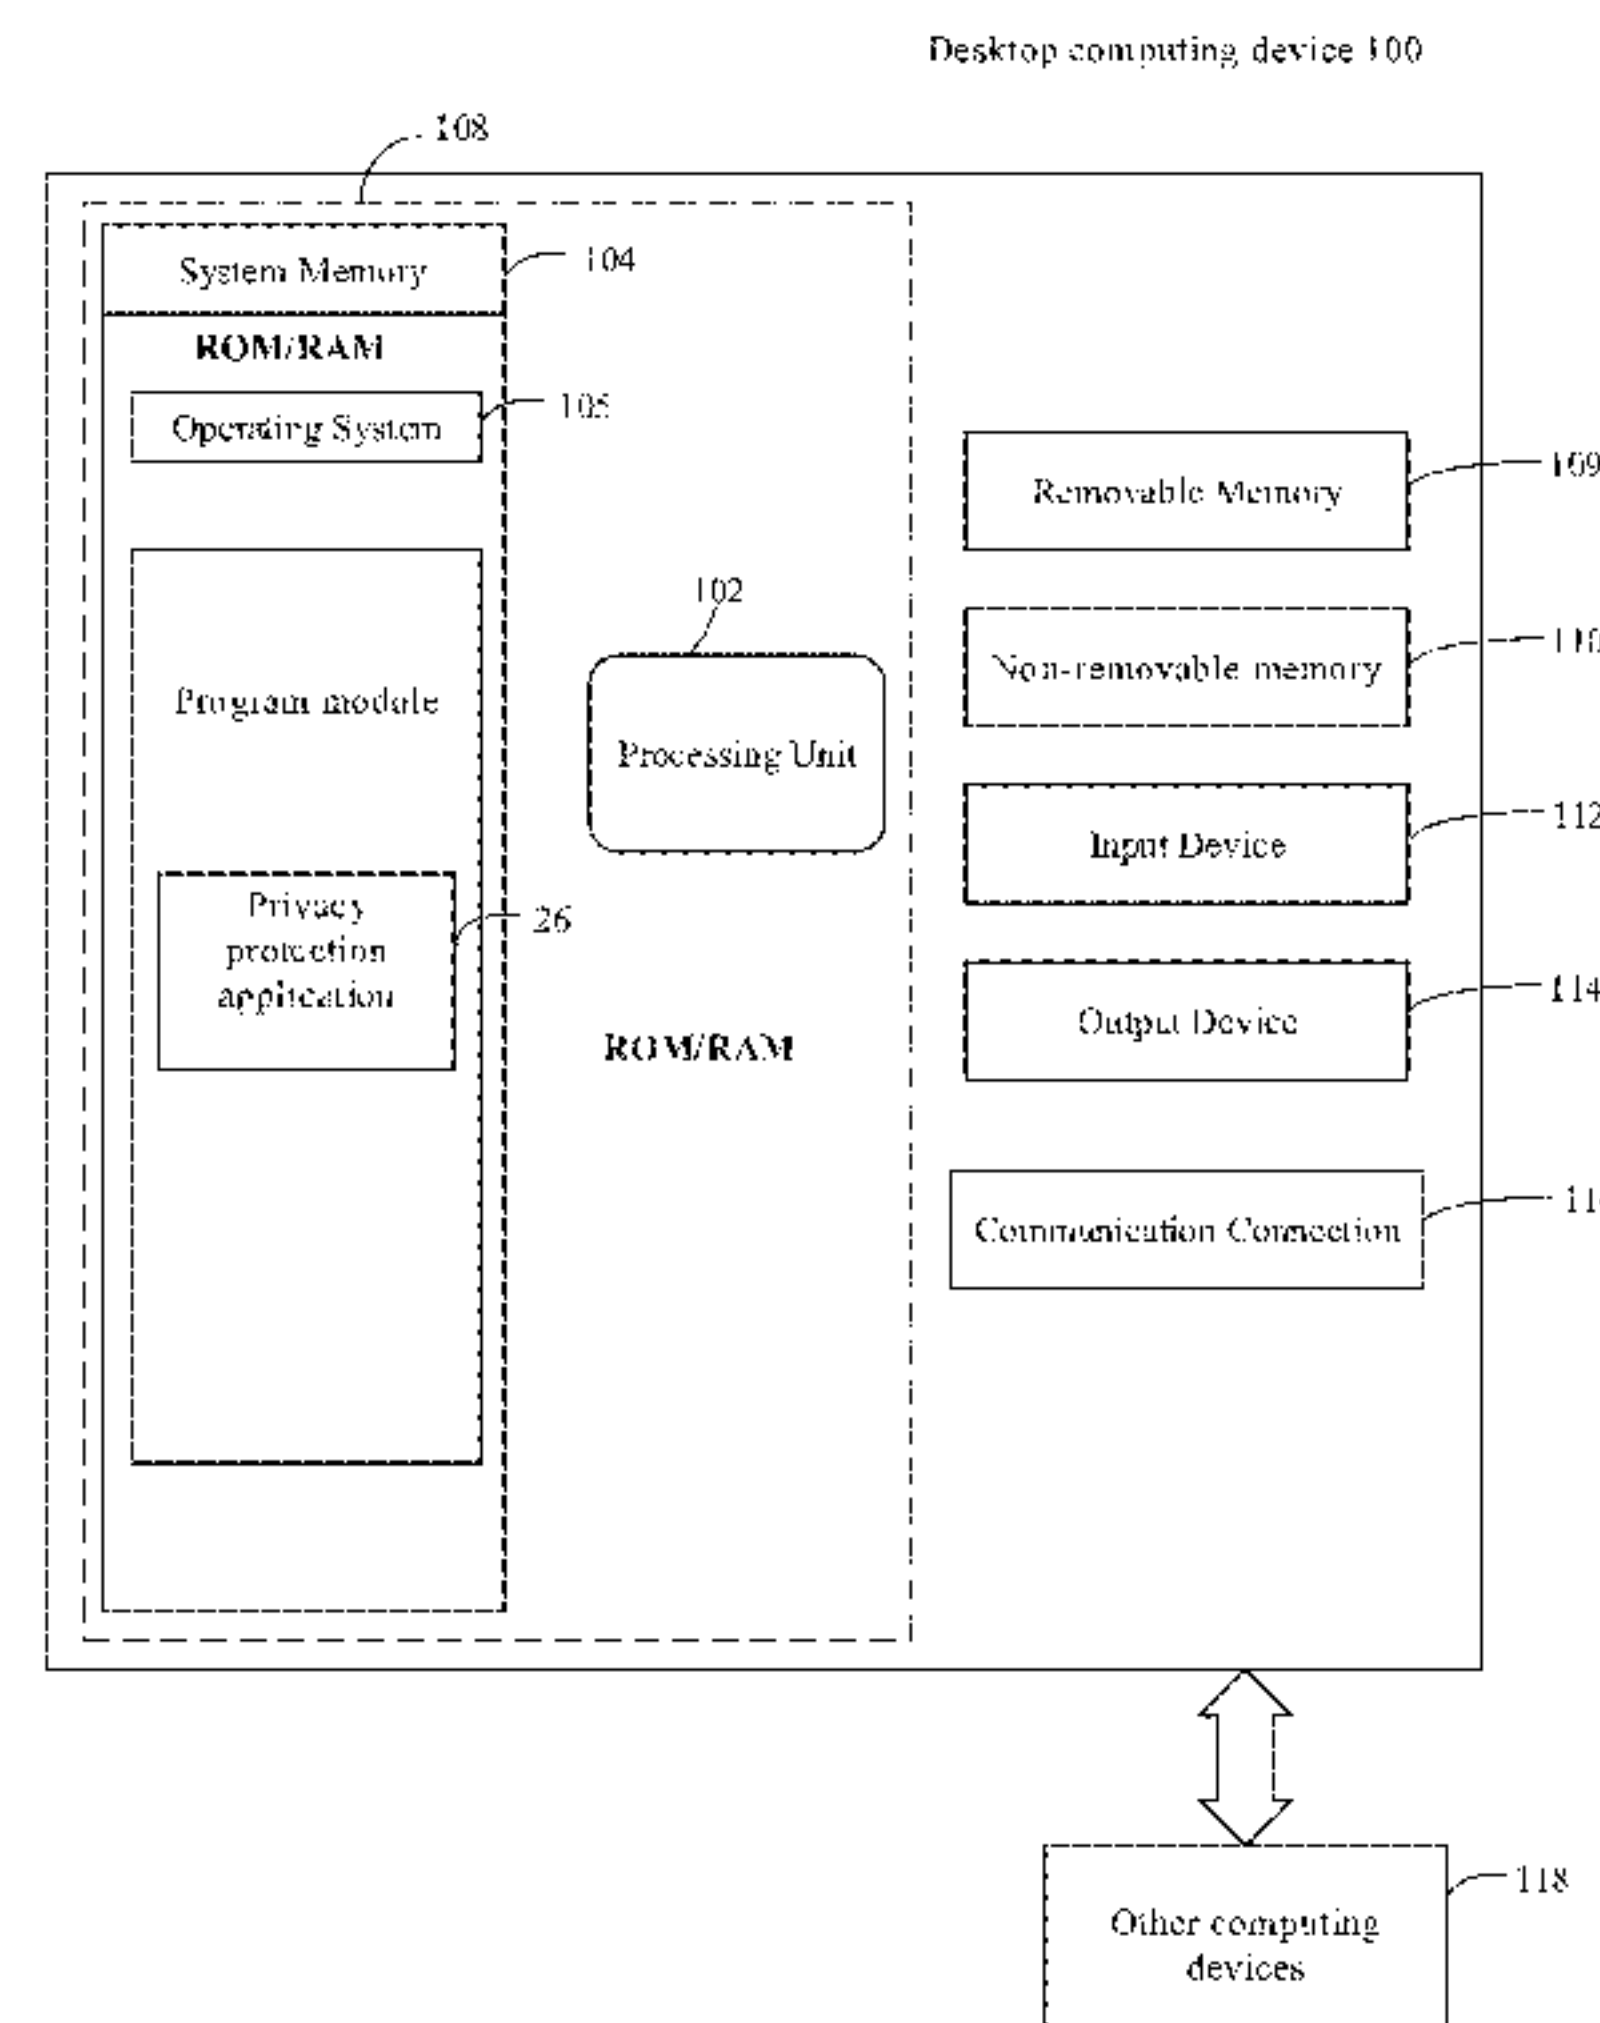 Desktop computing device 100
108
System Memory
104
ROM/RAM
Operating System
105
109
Removable Memory
102
110
Non-removable memory
Program module
Processing Unit
112
Input Device
Privacy
protection
application
26
114
Output Device
ROM/RAM
Communication Connection
118
Other computing
devices